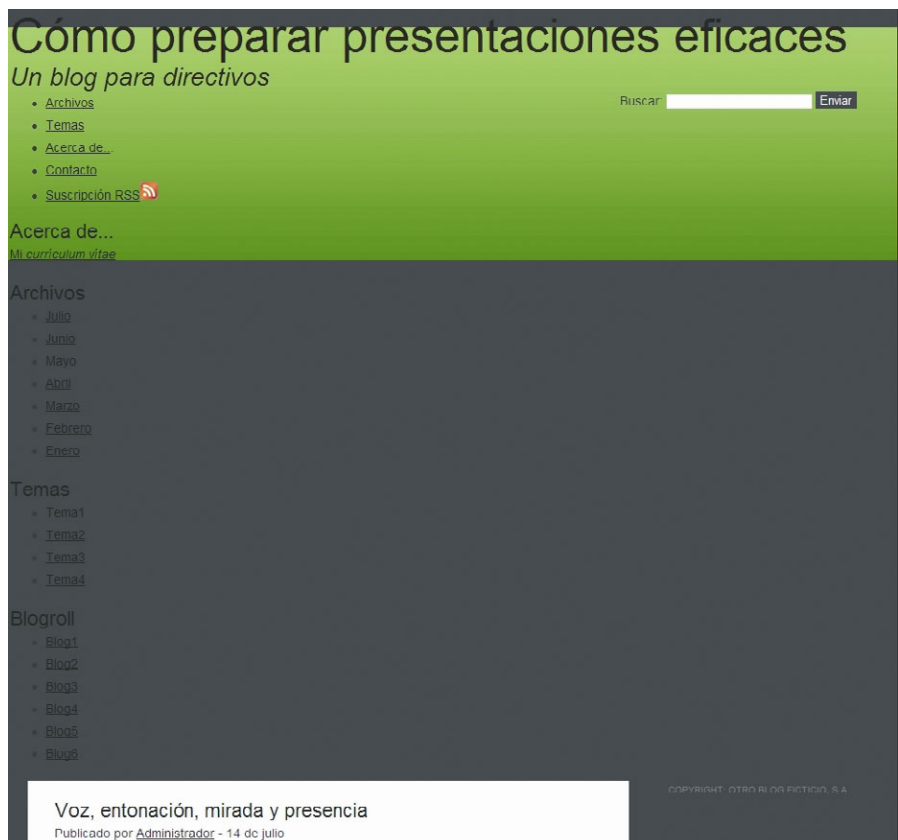 Cómo preparar presentaciones eficaces
Un blog para directivos
Archivos
Temas
Acerca de...
Contacto
Suscripción RSS
Buscar:
Enviar
Acerca de...
Mi curriculum vitae
Archivos
Julio
Junio
Mayo
Abril
Marzo
Febrero
Enero
Temas
Tema1
Tema2
Tema3
Tema4
Blogroll
Blog1
Blog2
Blog3
Blog4
Blog5
Blog6
COPYRIGHT OTRO BLOG FICTICIO, S.A.
Voz, entonación, mirada y presencia
Publicado por Administrador - 14 de julio